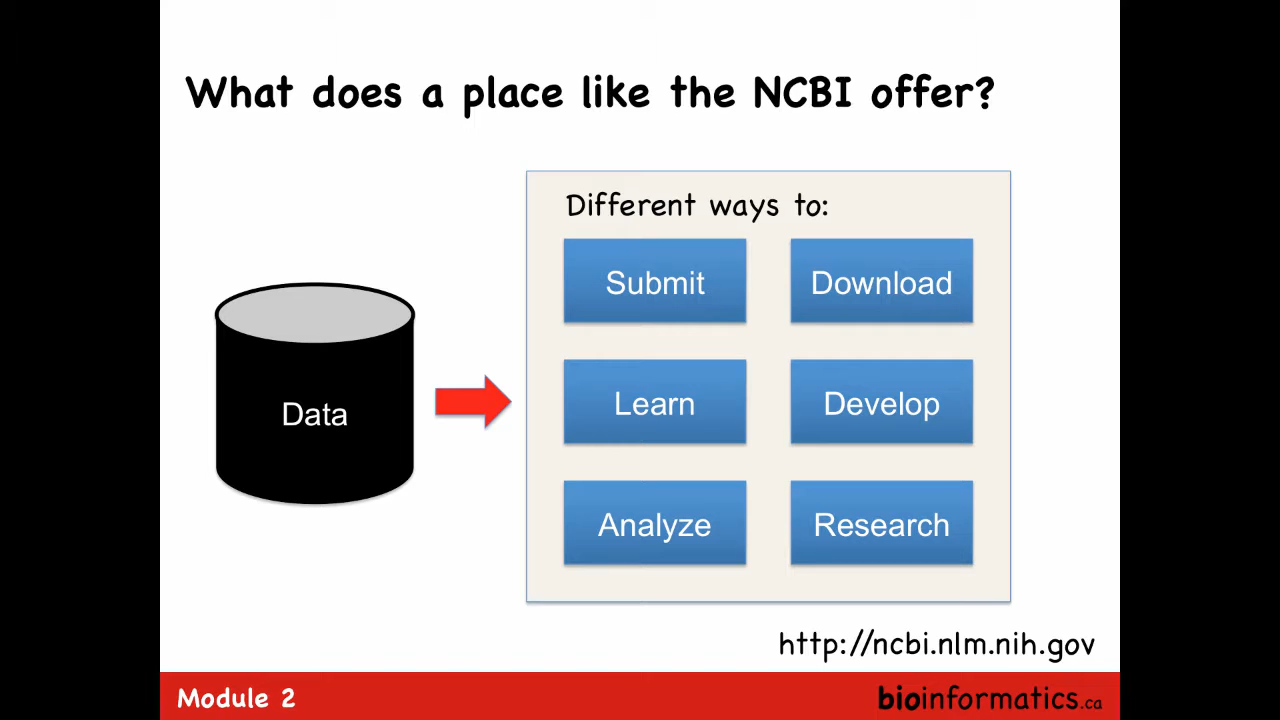 What does a place like the NCBI offer?
Different ways to:
Submit
Download
Data
Learn
Develop
Analyze
Research
http://ncbi.nlm.nih.gov
Module 2
bioinformatics.ca